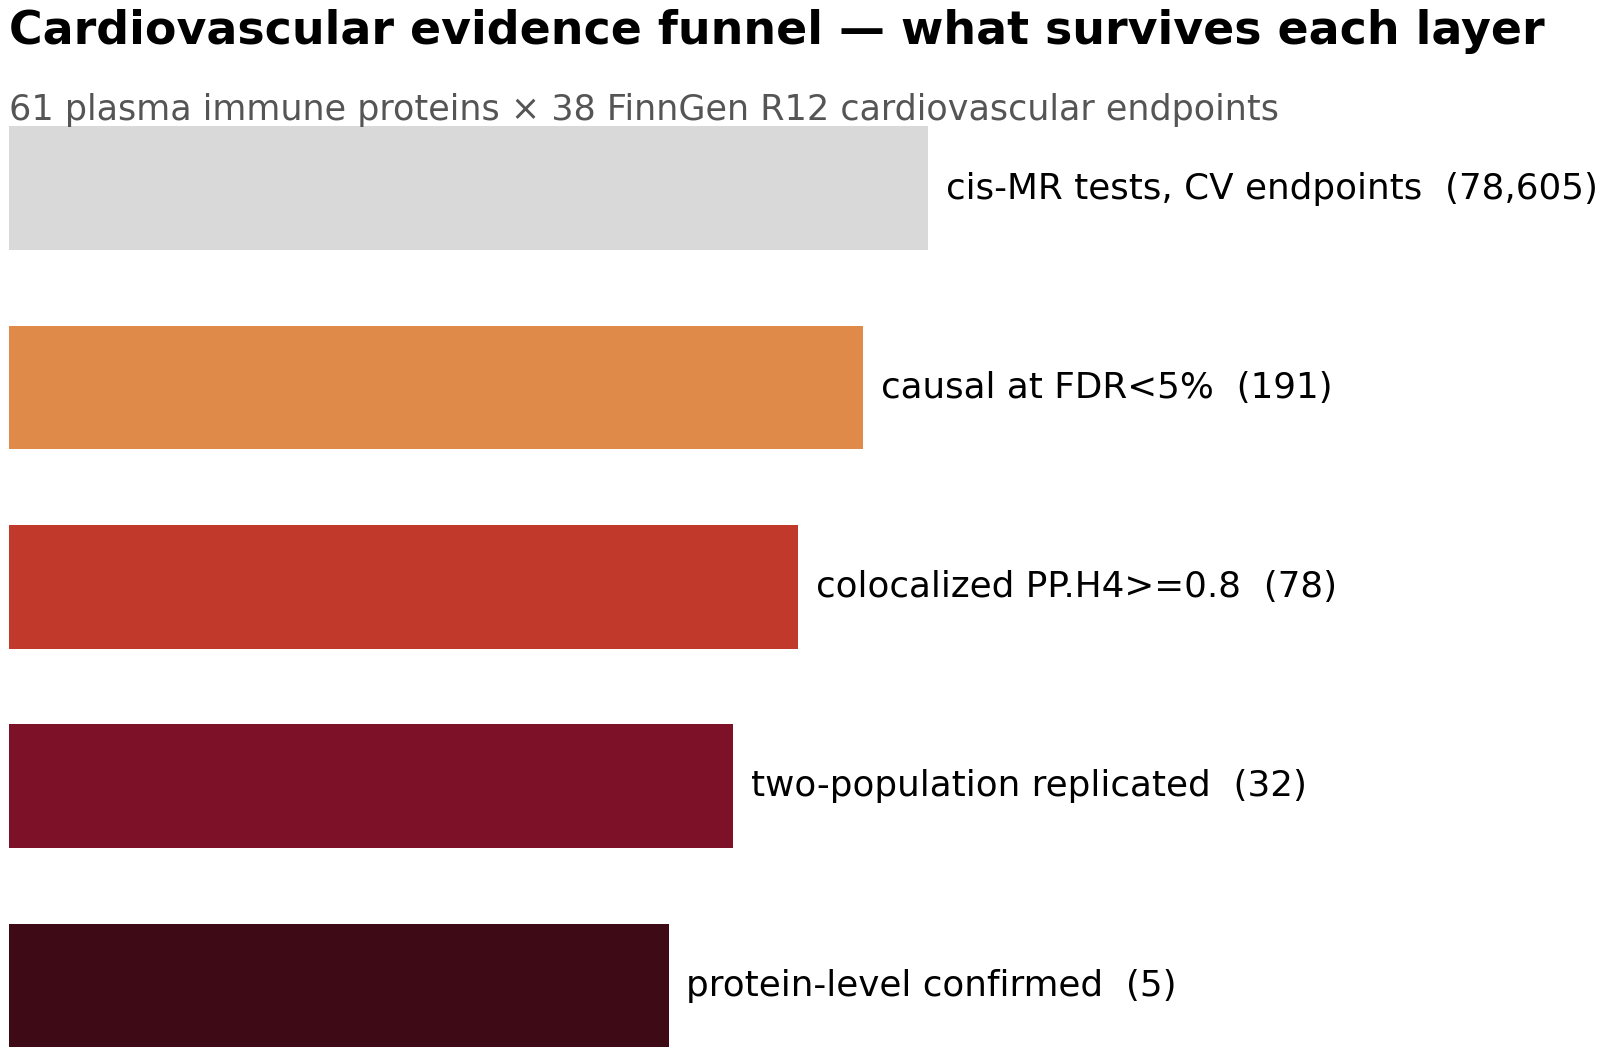 Cardiovascular evidence funnel — what survives each layer
61 plasma immune proteins × 38 FinnGen R12 cardiovascular endpoints
cis-MR tests, CV endpoints (78,605)
causal at FDR<5% (191)
colocalized PP.H4>=0.8 (78)
two-population replicated (32)
protein-level confirmed (5)